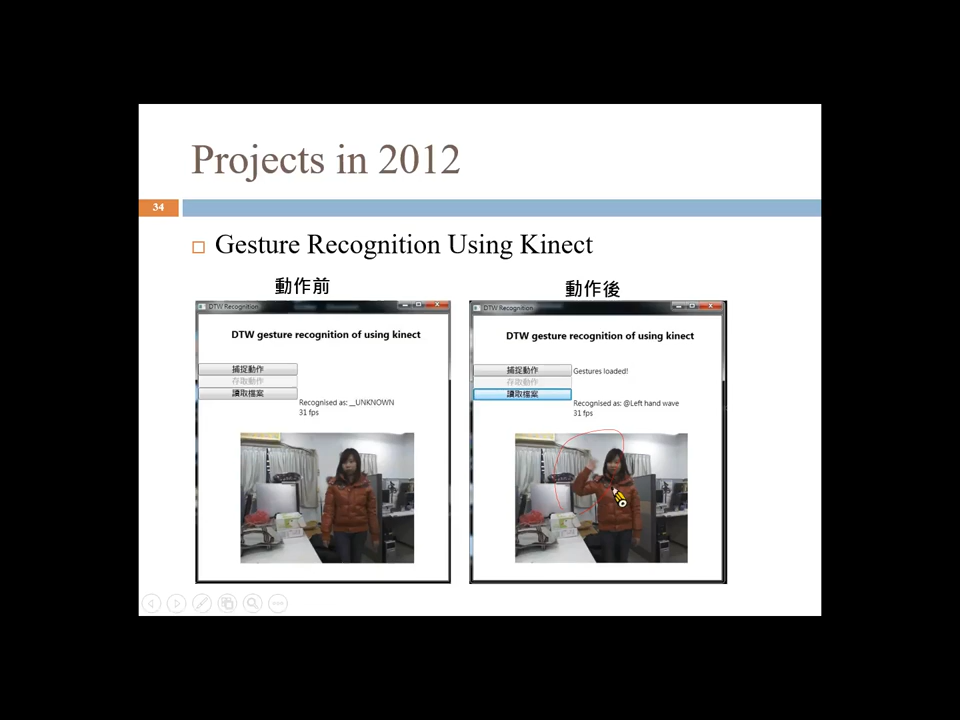 Projects in 2012
34
Gesture Recognition Using Kinect
動作前
DTW Recognition
DTW gesture recognition of using kinect
捕捉動作
存取動作
讀取檔案
Recognised as: __UNKNOWN
31 fps
動作後
DTW Recognition
DTW gesture recognition of using kinect
捕捉動作
Gestures loaded!
存取動作
讀取檔案
Recognised as: @Left hand wave
31 fps